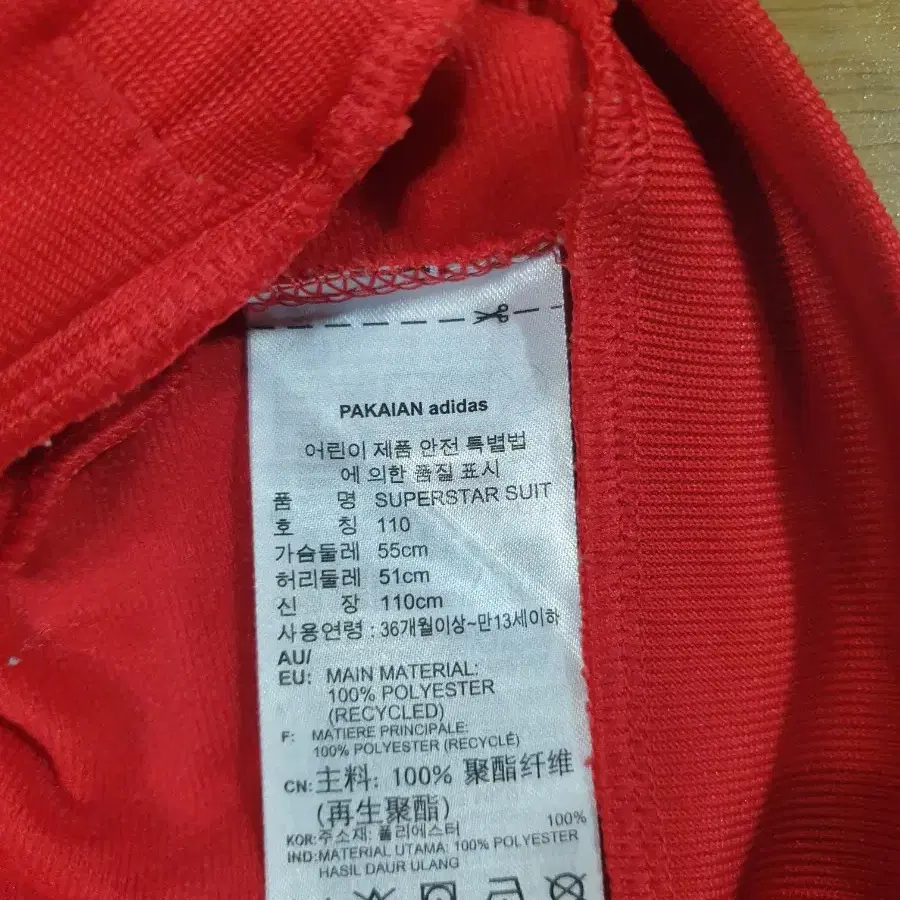 PAKAIAN adidas
어린이 제품 안전 특별법
에 의한 품질 표시
품 명 SUPERSTAR SUIT
호 칭 110
가슴둘레 55cm
허리둘레 51cm
신 장 110cm
사용연령 : 36개월이상~만13세이하
AU/
EU: MAIN MATERIAL:
100% POLYESTER
(RECYCLED)
F: MATIERE PRINCIPALE:
100% POLYESTER (RECYCLÉ)
CN: 主料: 100% 聚酯纤维
(再生聚酯)
KOR: 주소재: 폴리에스터 100%
IND: MATERIAL UTAMA: 100% POLYESTER
HASIL DAUR ULANG